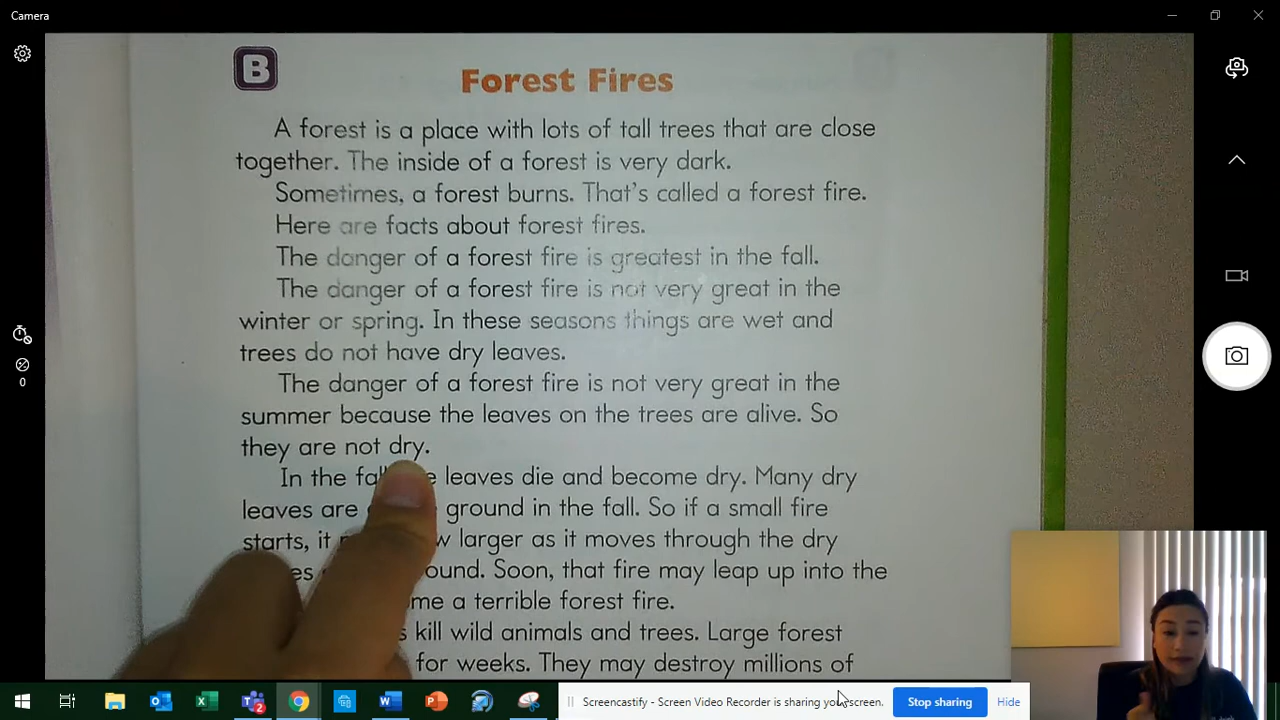 Camera
B
Forest Fires
A forest is a place with lots of tall trees that are close
together. The inside of a forest is very dark.
Sometimes, a forest burns. That's called a forest fire.
Here are facts about forest fires.
The danger of a forest fire is greatest in the fall.
The danger of a forest fire is not very great in the
winter or spring. In these seasons things are wet and
trees do not have dry leaves.
The danger of a forest fire is not very great in the
summer because the leaves on the trees are alive. So
they are not dry.
In the fall leaves die and become dry. Many dry
leaves are ground in the fall. So if a small fire
starts, it larger as it moves through the dry
Soon, that fire may leap up into the
a terrible forest fire.
kill wild animals and trees. Large forest
for weeks. They may destroy millions of
0
Screencastify - Screen Video Recorder is sharing your screen.
Stop sharing
Hide